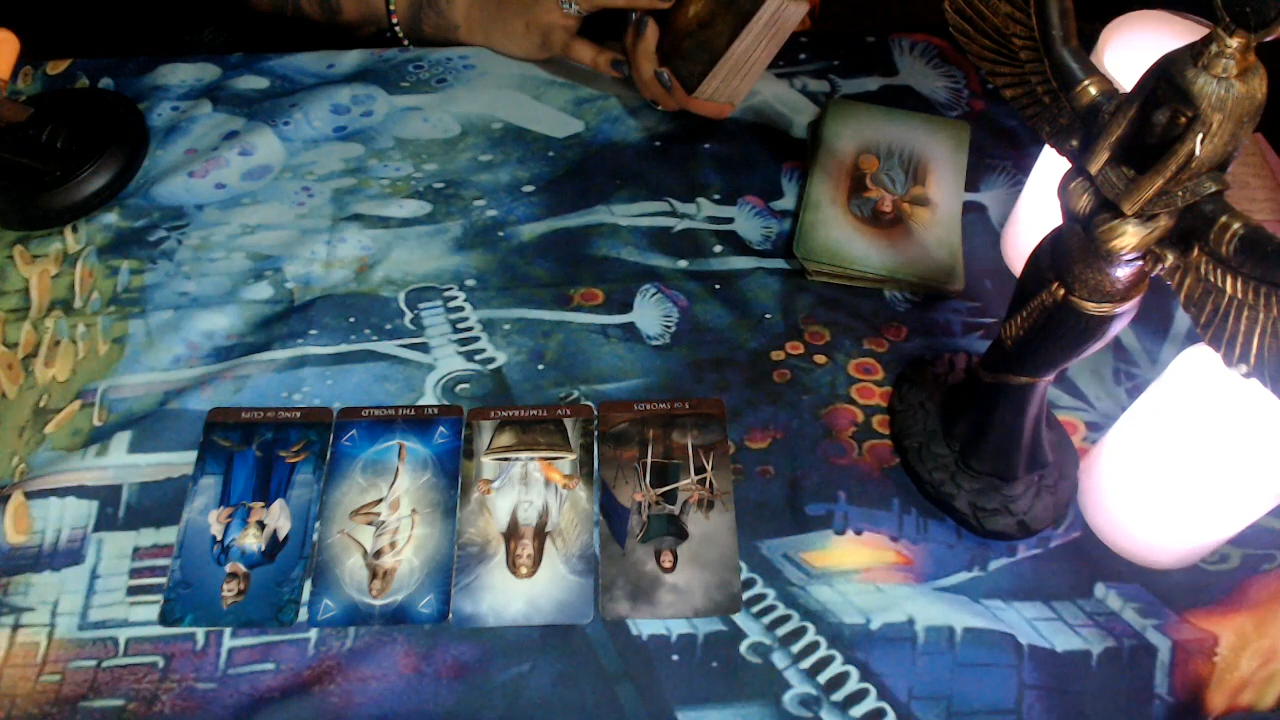 KING OF CUPS
XXI THE WORLD
XIV TEMPERANCE
5 OF SWORDS